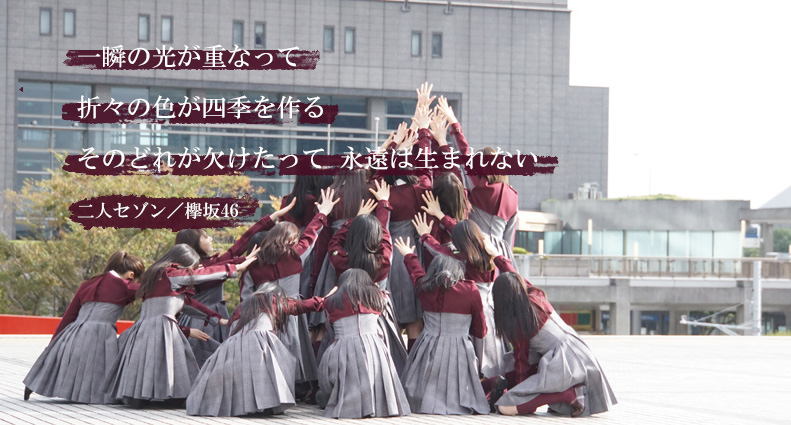 一瞬の光が重なって
折々の色が四季を作る
そのどれが欠けたって 永遠は生まれない
二人セゾン／欅坂46